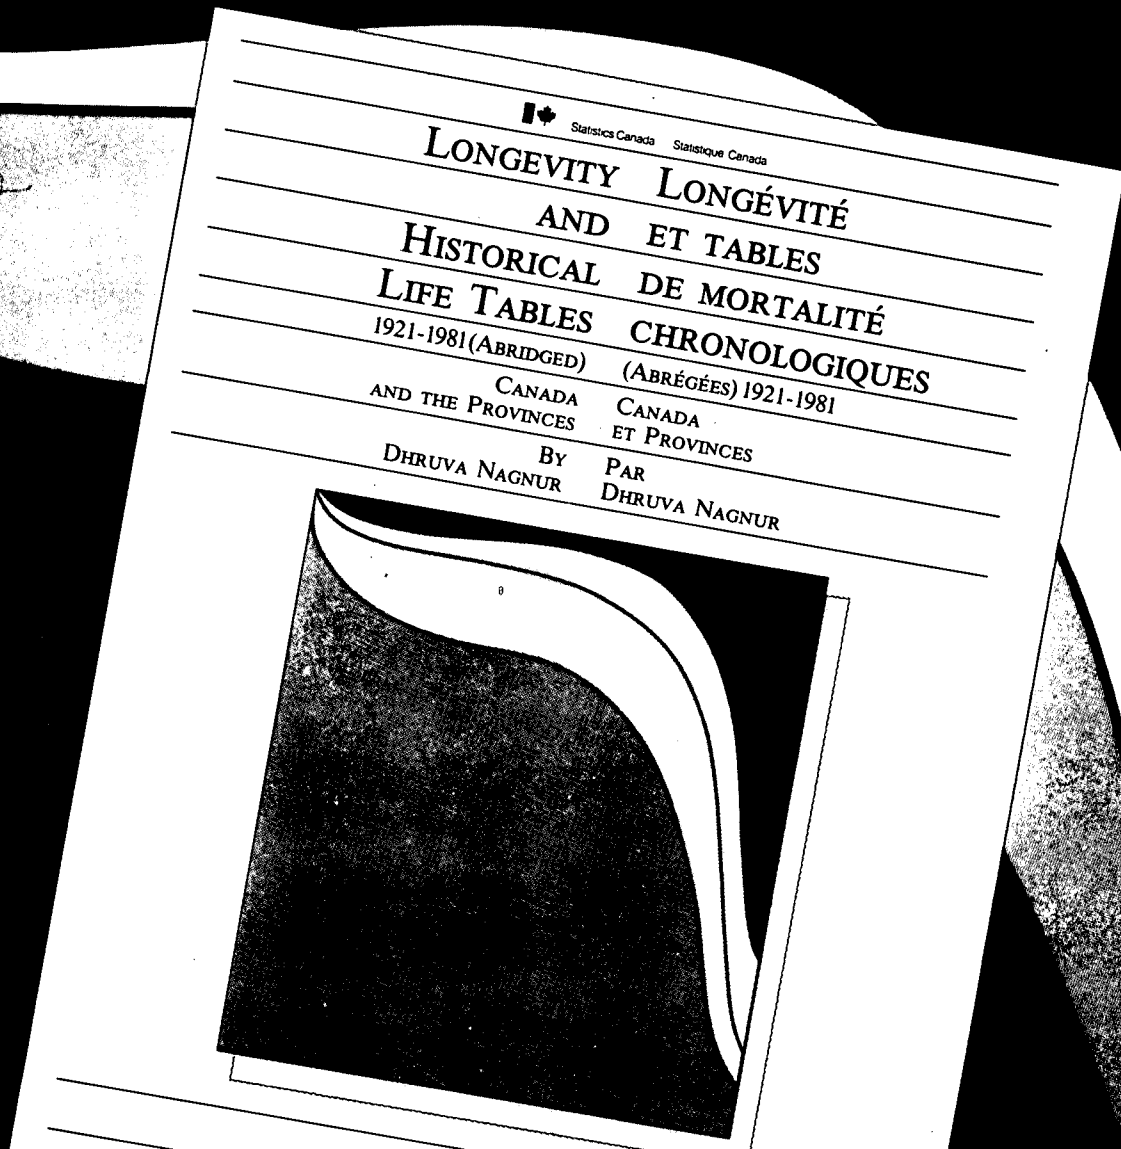 Statistics Canada Statistique Canada
LONGEVITY LONGÉVITÉ
AND ET TABLES
HISTORICAL DE MORTALITÉ
LIFE TABLES CHRONOLOGIQUES
1921-1981 (ABRIDGED) (ABRÉGÉES) 1921-1981
CANADA CANADA
AND THE PROVINCES ET PROVINCES
BY PAR
DHRUVA NAGNUR DHRUVA NAGNUR